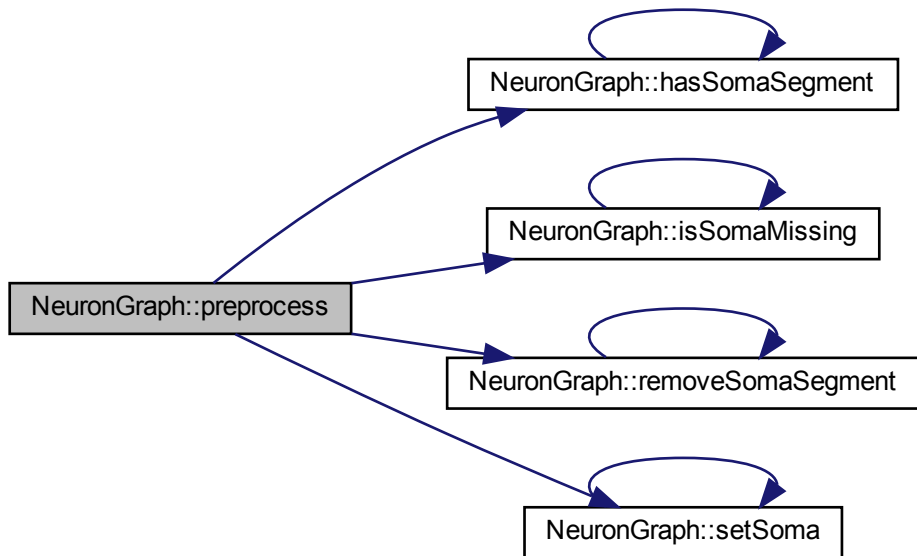 NeuronGraph::hasSomaSegment
NeuronGraph::isSomaMissing
NeuronGraph::preprocess
NeuronGraph::removeSomaSegment
NeuronGraph::setSoma